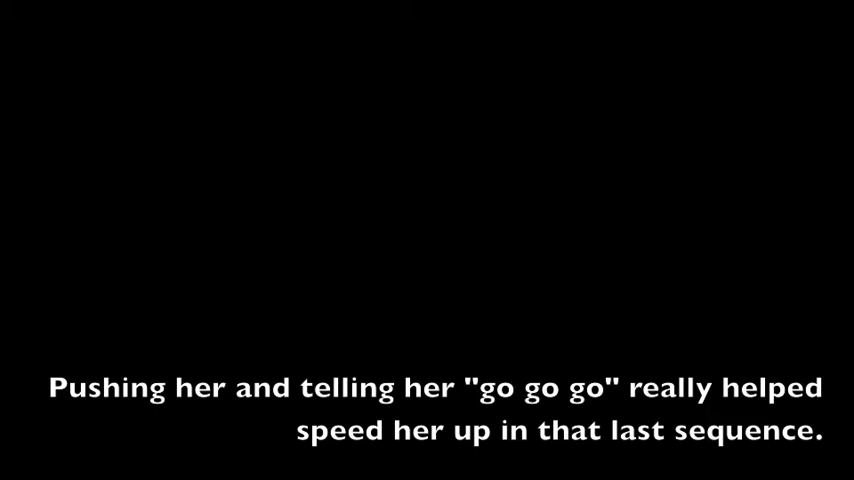 Pushing her and telling her "go go go" really helped
speed her up in that last sequence.